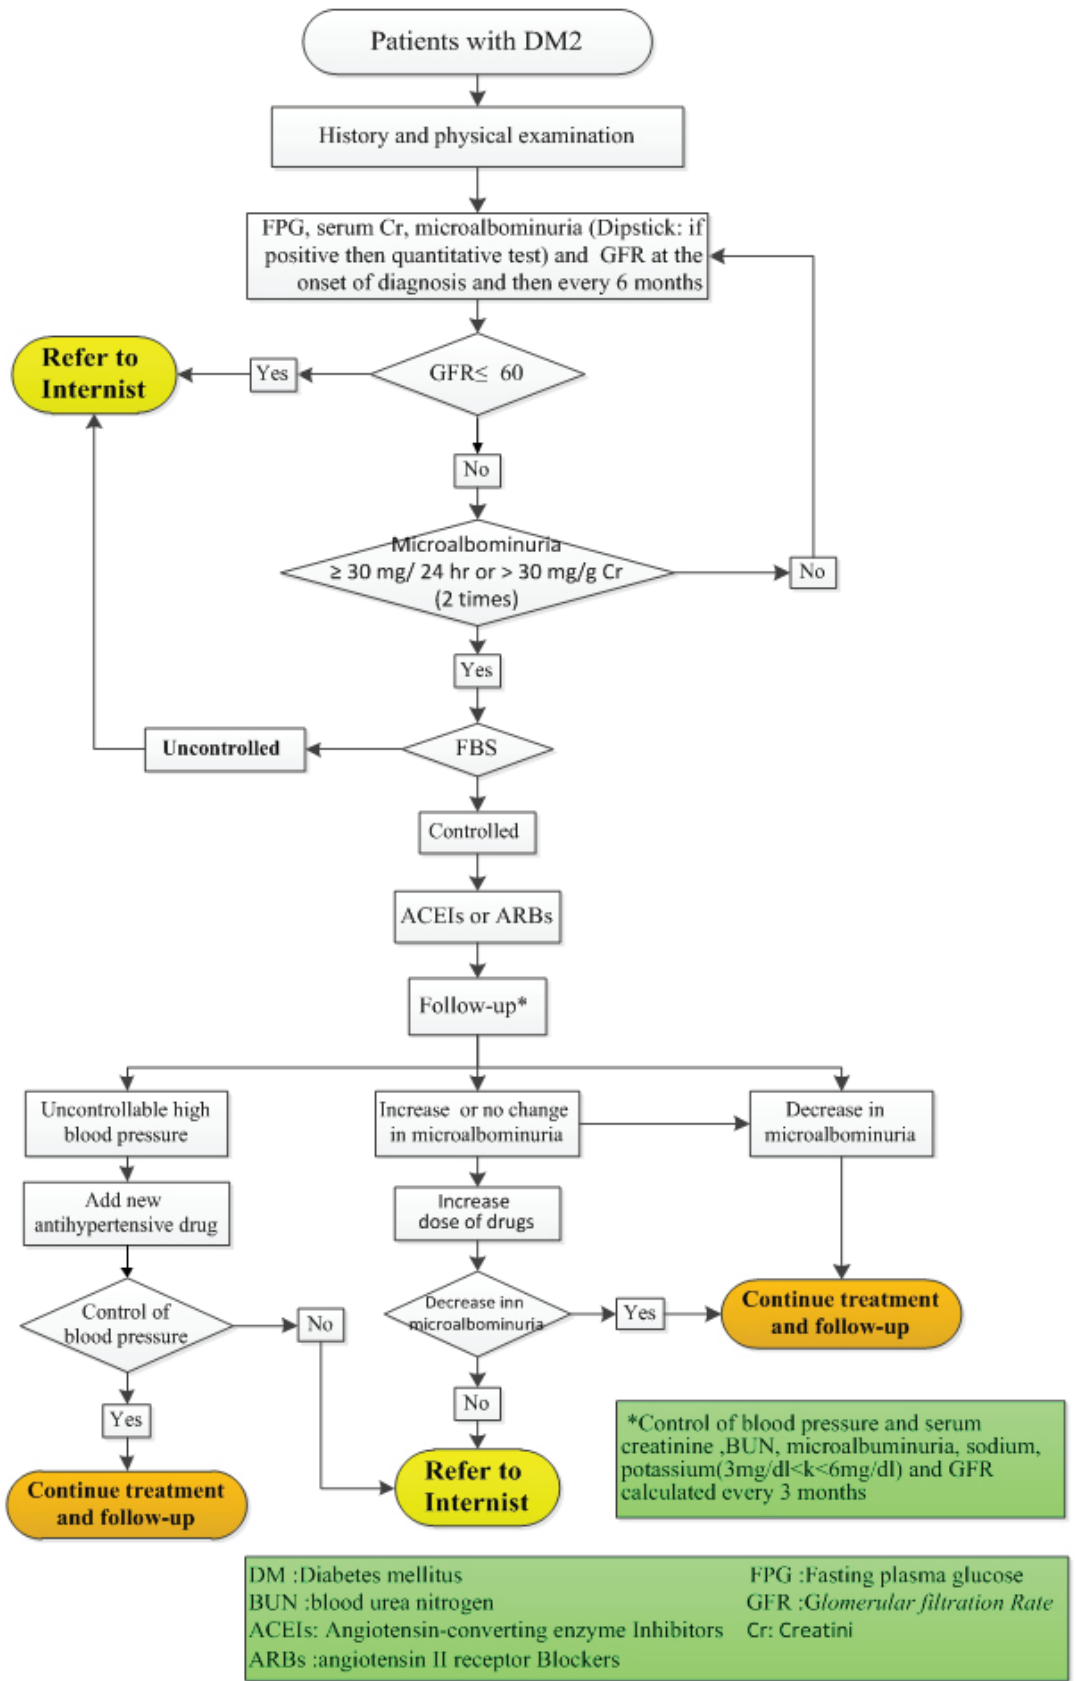 Patients with DM2
History and physical examination
FPG, serum Cr, microalbominuria (Dipstick: if
positive then quantitative test) and GFR at the
onset of diagnosis and then every 6 months
Refer to
Internist
Yes
GFR≤ 60
No
Microalbominuria
≥ 30 mg/ 24 hr or > 30 mg/g Cr
(2 times)
No
Yes
Uncontrolled
FBS
Controlled
ACEIs or ARBs
Follow-up*
Uncontrollable high
blood pressure
Increase or no change
in microalbominuria
Decrease in
microalbominuria
Add new
antihypertensive drug
Increase
dose of drugs
Control of
blood pressure
No
Decrease inn
microalbominuria
Yes
Continue treatment
and follow-up
Yes
No
Continue treatment
and follow-up
Refer to
Internist
*Control of blood pressure and serum
creatinine ,BUN, microalbuminuria, sodium,
potassium(3mg/dl<k<6mg/dl) and GFR
calculated every 3 months
DM :Diabetes mellitus
BUN :blood urea nitrogen
ACEIs: Angiotensin-converting enzyme Inhibitors
ARBs :angiotensin II receptor Blockers
FPG :Fasting plasma glucose
GFR :Glomerular filtration Rate
Cr: Creatini